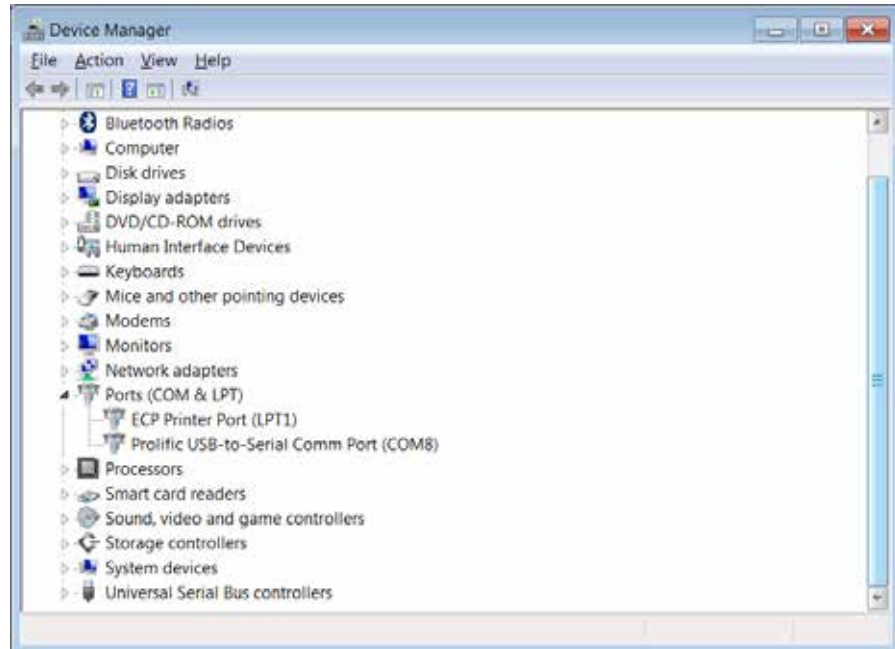 Device Manager
File Action View Help
Bluetooth Radios
Computer
Disk drives
Display adapters
DVD/CD-ROM drives
Human Interface Devices
Keyboards
Mice and other pointing devices
Modems
Monitors
Network adapters
Ports (COM & LPT)
ECP Printer Port (LPT1)
Prolific USB-to-Serial Comm Port (COM8)
Processors
Smart card readers
Sound, video and game controllers
Storage controllers
System devices
Universal Serial Bus controllers